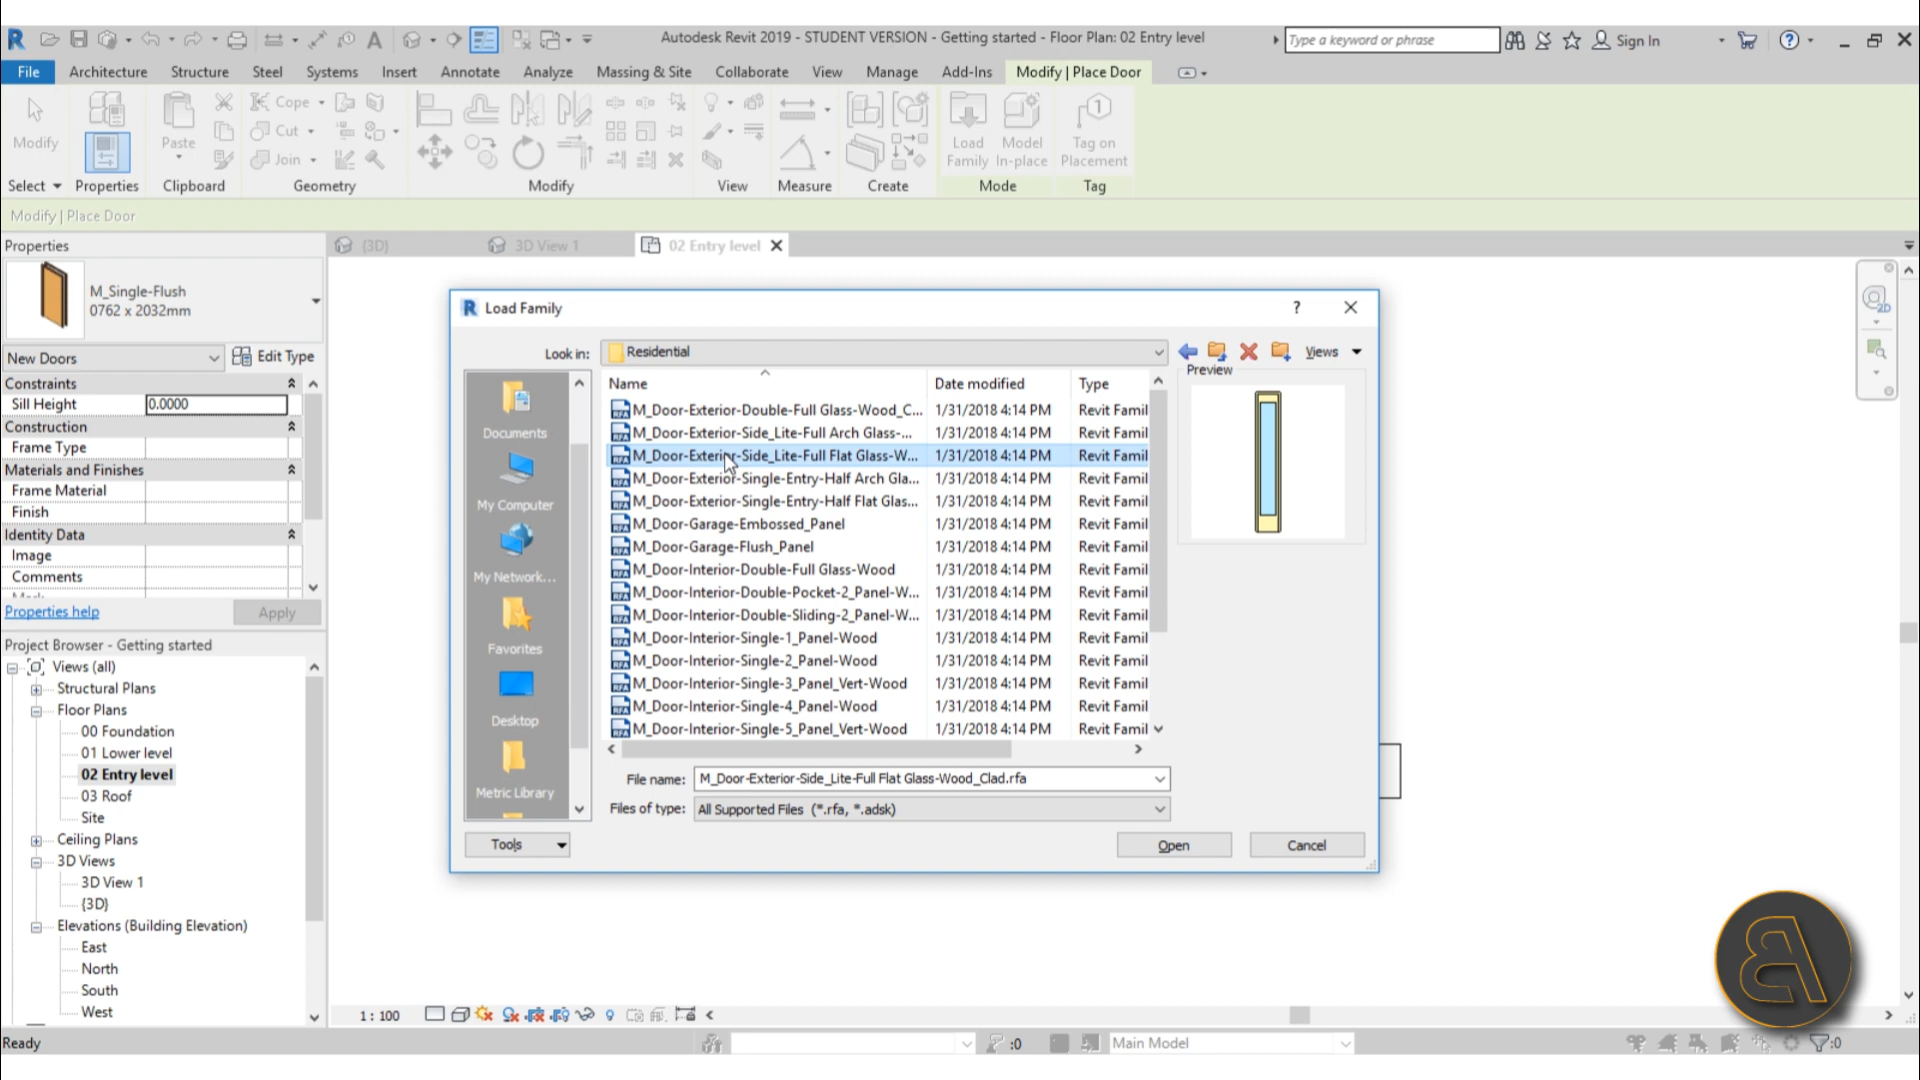 Autodesk Revit 2019 - STUDENT VERSION - Getting started - Floor Plan: 02 Entry level
Type a keyword or phrase
Sign In
File Architecture Structure Steel Systems Insert Annotate Analyze Massing & Site Collaborate View Manage Add-Ins Modify | Place Door
Modify
Paste
Cope
Cut
Join
Load Family
Model In-place
Tag on Placement
Select Properties Clipboard Geometry Modify View Measure Create Mode Tag
Modify | Place Door
Properties
{3D}
3D View 1
02 Entry level
M_Single-Flush
0762 x 2032mm
New Doors
Edit Type
Constraints
Sill Height 0.0000
Construction
Frame Type
Materials and Finishes
Frame Material
Finish
Identity Data
Image
Comments
Properties help
Apply
Project Browser - Getting started
Views (all)
Structural Plans
Floor Plans
00 Foundation
01 Lower level
02 Entry level
03 Roof
Site
Ceiling Plans
3D Views
3D View 1
{3D}
Elevations (Building Elevation)
East
North
South
West
Load Family
Look in: Residential
Views
Preview
Documents
My Computer
My Network...
Favorites
Desktop
Metric Library
Name Date modified Type
M_Door-Exterior-Double-Full Glass-Wood_C... 1/31/2018 4:14 PM Revit Famil
M_Door-Exterior-Side_Lite-Full Arch Glass-... 1/31/2018 4:14 PM Revit Famil
M_Door-Exterior-Side_Lite-Full Flat Glass-W... 1/31/2018 4:14 PM Revit Famil
M_Door-Exterior-Single-Entry-Half Arch Gla... 1/31/2018 4:14 PM Revit Famil
M_Door-Exterior-Single-Entry-Half Flat Glas... 1/31/2018 4:14 PM Revit Famil
M_Door-Garage-Embossed_Panel 1/31/2018 4:14 PM Revit Famil
M_Door-Garage-Flush_Panel 1/31/2018 4:14 PM Revit Famil
M_Door-Interior-Double-Full Glass-Wood 1/31/2018 4:14 PM Revit Famil
M_Door-Interior-Double-Pocket-2_Panel-W... 1/31/2018 4:14 PM Revit Famil
M_Door-Interior-Double-Sliding-2_Panel-W... 1/31/2018 4:14 PM Revit Famil
M_Door-Interior-Single-1_Panel-Wood 1/31/2018 4:14 PM Revit Famil
M_Door-Interior-Single-2_Panel-Wood 1/31/2018 4:14 PM Revit Famil
M_Door-Interior-Single-3_Panel_Vert-Wood 1/31/2018 4:14 PM Revit Famil
M_Door-Interior-Single-4_Panel-Wood 1/31/2018 4:14 PM Revit Famil
M_Door-Interior-Single-5_Panel_Vert-Wood 1/31/2018 4:14 PM Revit Famil
File name: M_Door-Exterior-Side_Lite-Full Flat Glass-Wood_Clad.rfa
Files of type: All Supported Files (*.rfa, *.adsk)
Tools
Open
Cancel
1 : 100
Ready
:0
Main Model
:0